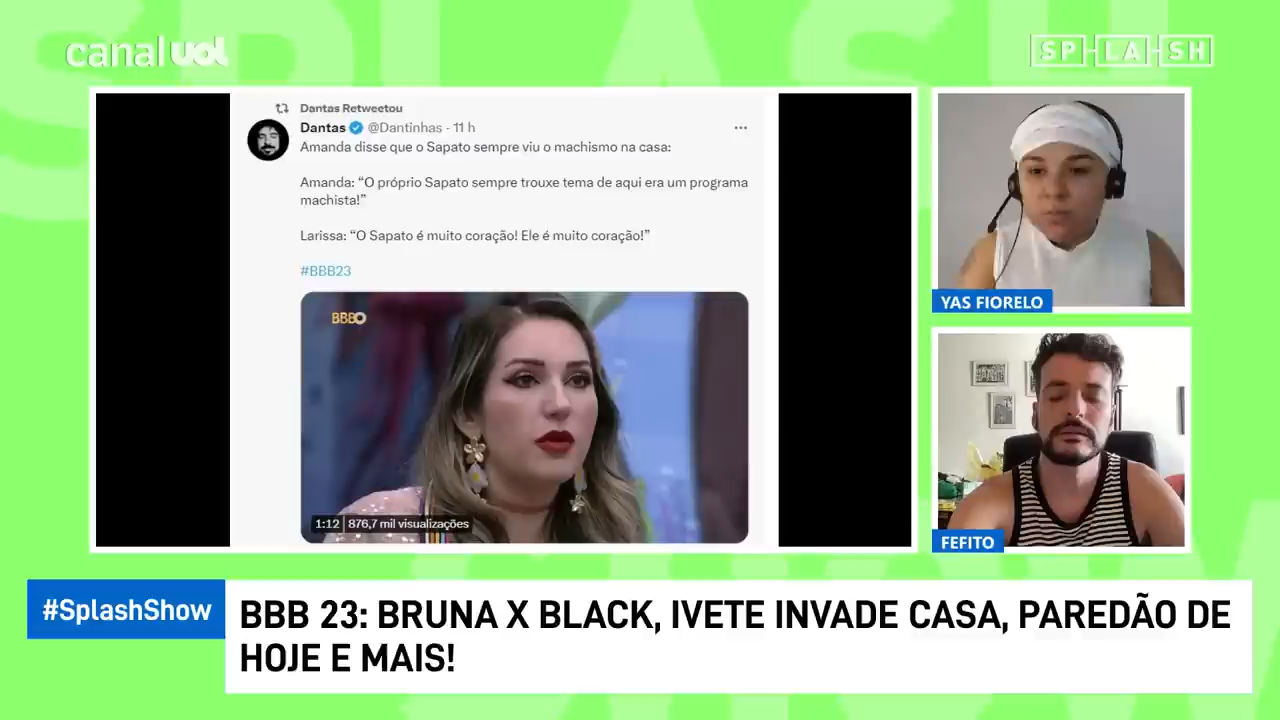 canal uol
SPLASH
Dantas Retweetou
Dantas @Dantinhas · 11 h
Amanda disse que o Sapato sempre viu o machismo na casa:
Amanda: “O próprio Sapato sempre trouxe tema de aqui era um programa
machista!”
Larissa: “O Sapato é muito coração! Ele é muito coração!”
#BBB23
BBB
1:12 876,7 mil visualizações
YAS FIORELO
FEFITO
#SplashShow
BBB 23: BRUNA X BLACK, IVETE INVADE CASA, PAREDÃO DE
HOJE E MAIS!